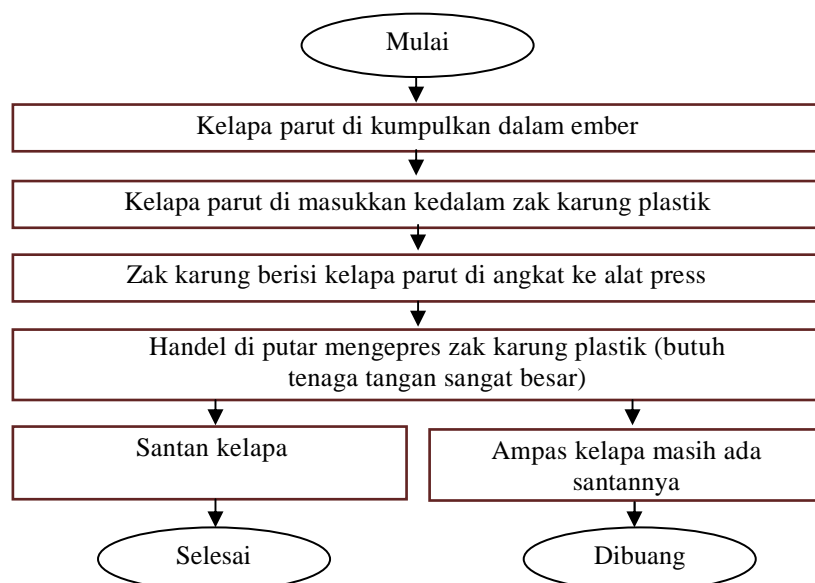 Mulai
Kelapa parut di kumpulkan dalam ember
Kelapa parut di masukkan kedalam zak karung plastik
Zak karung berisi kelapa parut di angkat ke alat press
Handel di putar mengepres zak karung plastik (butuh
tenaga tangan sangat besar)
Santan kelapa
Ampas kelapa masih ada
santannya
Selesai
Dibuang